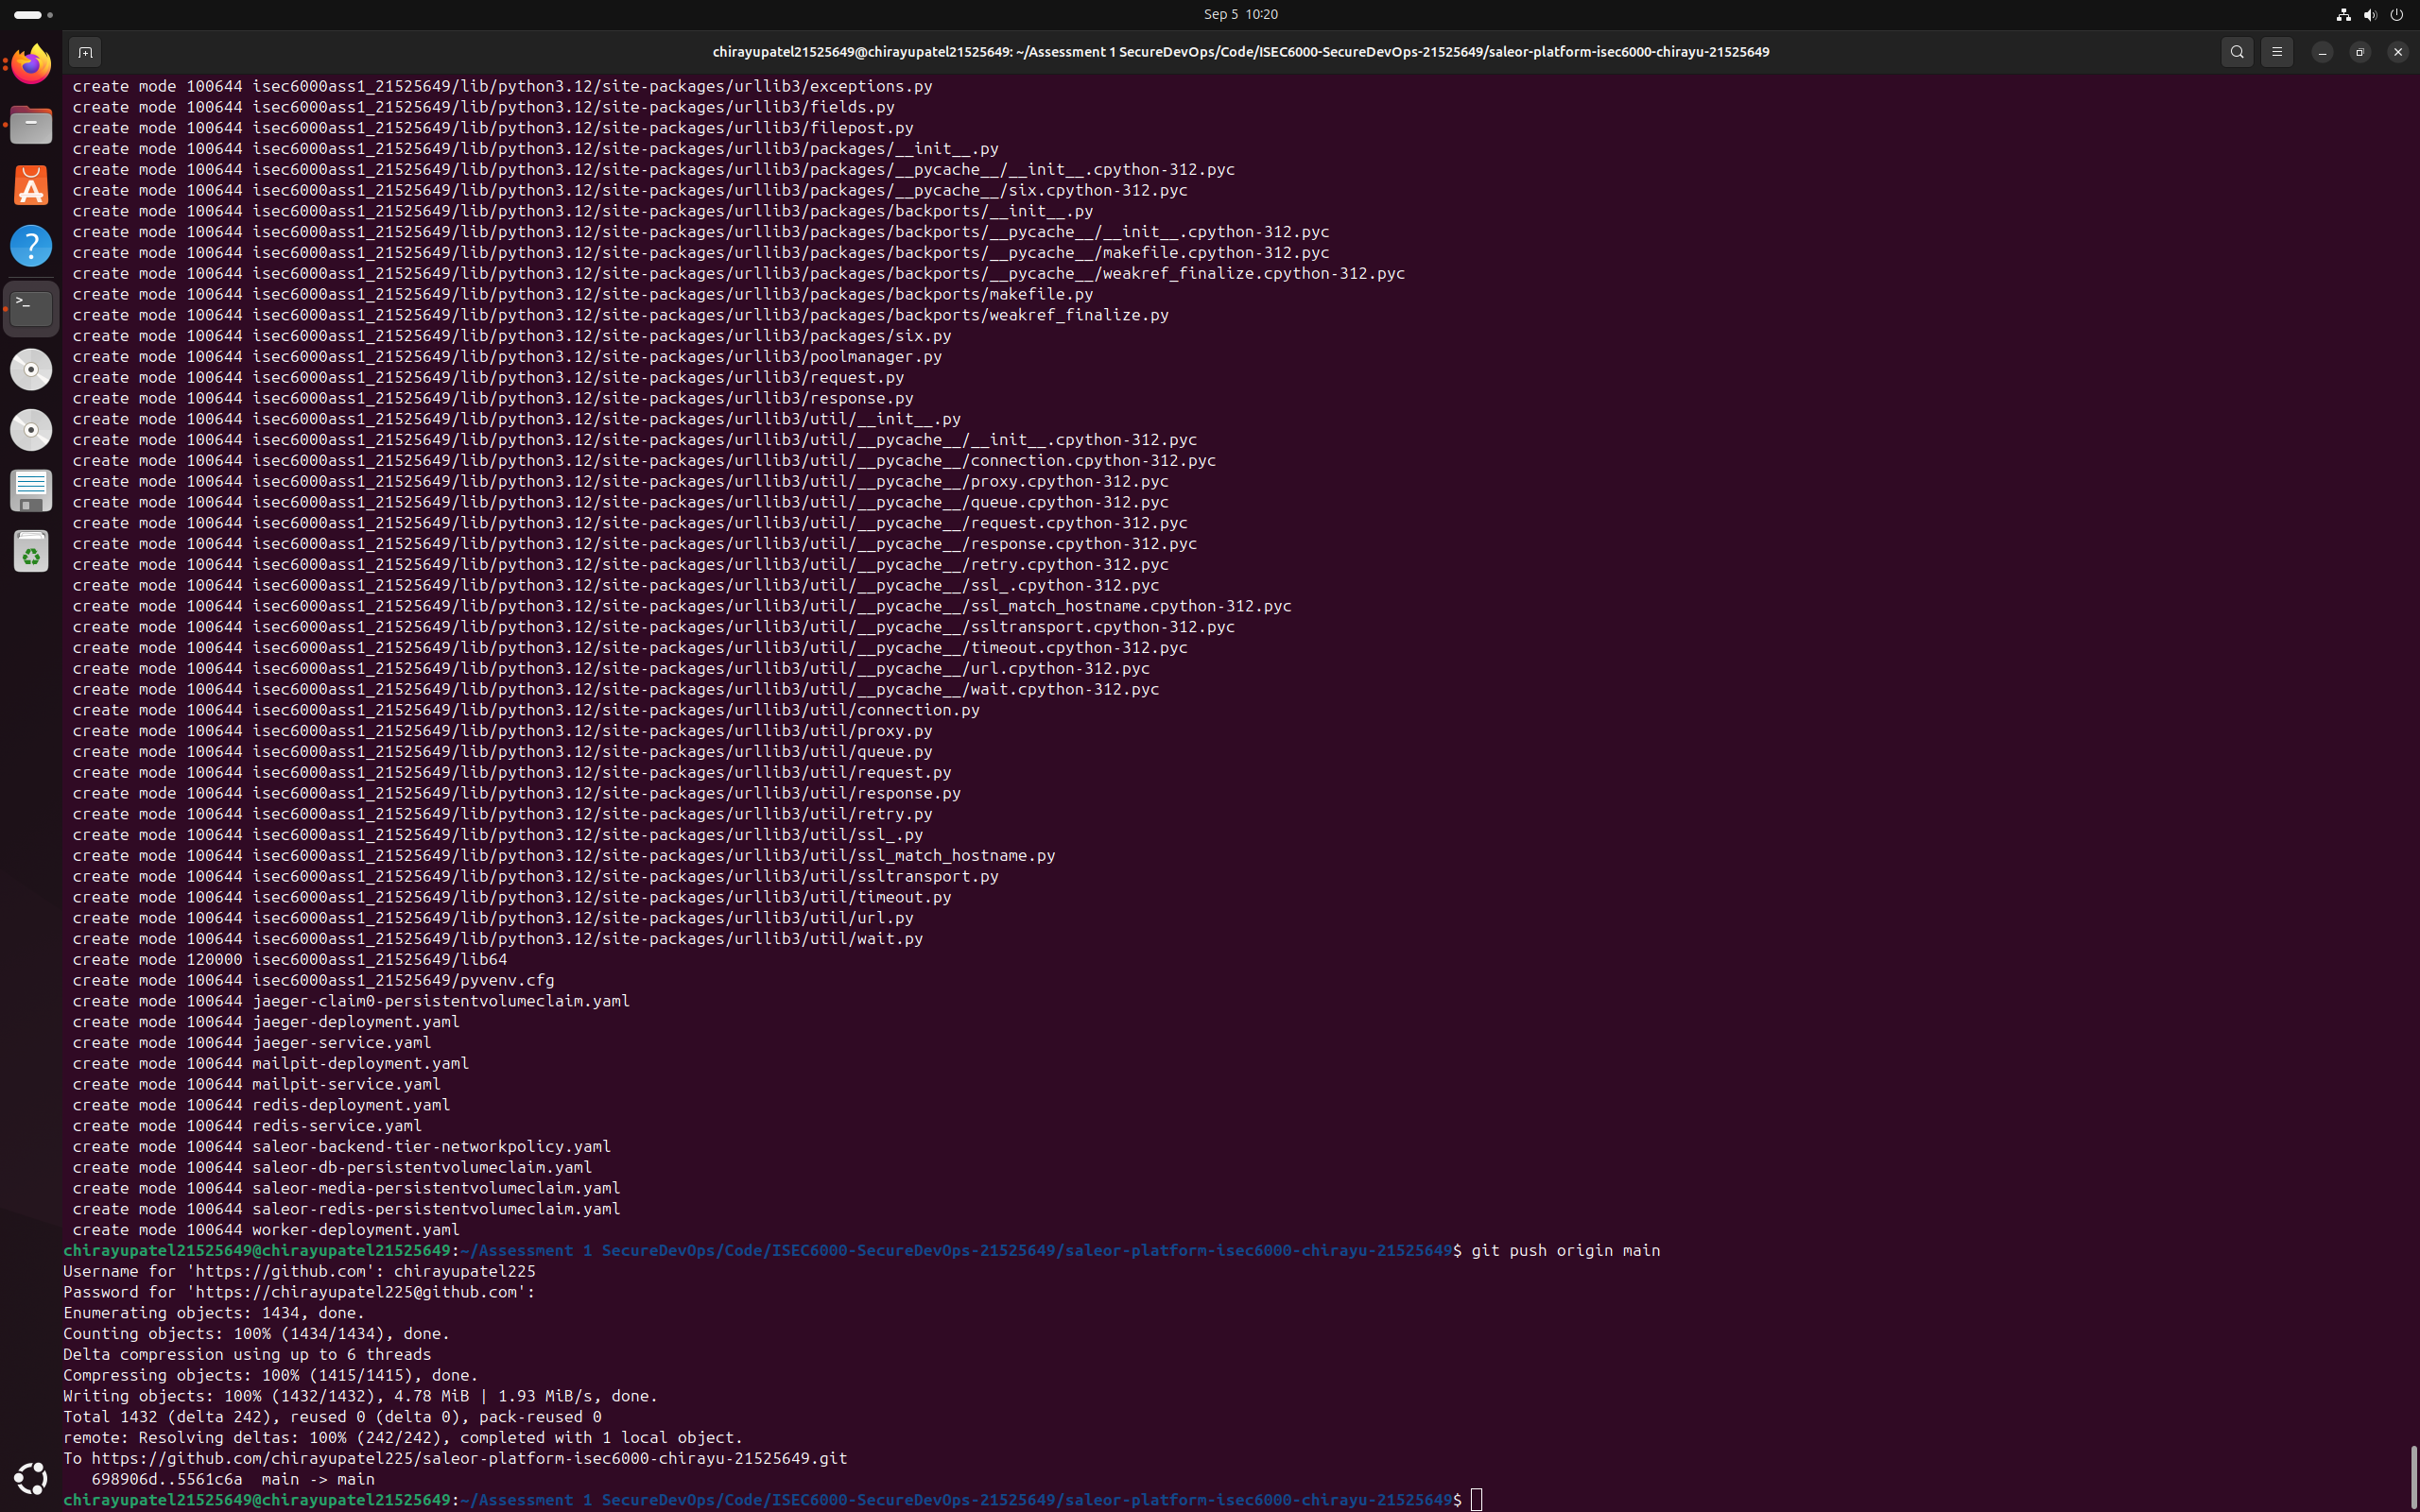 Sep 5 10:20
chirayupatel21525649@chirayupatel21525649: ~/Assessment 1 SecureDevOps/Code/ISEC6000-SecureDevOps-21525649/saleor-platform-isec6000-chirayu-21525649
create mode 100644 isec6000ass1_21525649/lib/python3.12/site-packages/urllib3/exceptions.py
create mode 100644 isec6000ass1_21525649/lib/python3.12/site-packages/urllib3/fields.py
create mode 100644 isec6000ass1_21525649/lib/python3.12/site-packages/urllib3/filepost.py
create mode 100644 isec6000ass1_21525649/lib/python3.12/site-packages/urllib3/packages/__init__.py
create mode 100644 isec6000ass1_21525649/lib/python3.12/site-packages/urllib3/packages/__pycache__/__init__.cpython-312.pyc
create mode 100644 isec6000ass1_21525649/lib/python3.12/site-packages/urllib3/packages/__pycache__/six.cpython-312.pyc
create mode 100644 isec6000ass1_21525649/lib/python3.12/site-packages/urllib3/packages/backports/__init__.py
create mode 100644 isec6000ass1_21525649/lib/python3.12/site-packages/urllib3/packages/backports/__pycache__/__init__.cpython-312.pyc
create mode 100644 isec6000ass1_21525649/lib/python3.12/site-packages/urllib3/packages/backports/__pycache__/makefile.cpython-312.pyc
create mode 100644 isec6000ass1_21525649/lib/python3.12/site-packages/urllib3/packages/backports/__pycache__/weakref_finalize.cpython-312.pyc
create mode 100644 isec6000ass1_21525649/lib/python3.12/site-packages/urllib3/packages/backports/makefile.py
create mode 100644 isec6000ass1_21525649/lib/python3.12/site-packages/urllib3/packages/backports/weakref_finalize.py
create mode 100644 isec6000ass1_21525649/lib/python3.12/site-packages/urllib3/packages/six.py
create mode 100644 isec6000ass1_21525649/lib/python3.12/site-packages/urllib3/poolmanager.py
create mode 100644 isec6000ass1_21525649/lib/python3.12/site-packages/urllib3/request.py
create mode 100644 isec6000ass1_21525649/lib/python3.12/site-packages/urllib3/response.py
create mode 100644 isec6000ass1_21525649/lib/python3.12/site-packages/urllib3/util/__init__.py
create mode 100644 isec6000ass1_21525649/lib/python3.12/site-packages/urllib3/util/__pycache__/__init__.cpython-312.pyc
create mode 100644 isec6000ass1_21525649/lib/python3.12/site-packages/urllib3/util/__pycache__/connection.cpython-312.pyc
create mode 100644 isec6000ass1_21525649/lib/python3.12/site-packages/urllib3/util/__pycache__/proxy.cpython-312.pyc
create mode 100644 isec6000ass1_21525649/lib/python3.12/site-packages/urllib3/util/__pycache__/queue.cpython-312.pyc
create mode 100644 isec6000ass1_21525649/lib/python3.12/site-packages/urllib3/util/__pycache__/request.cpython-312.pyc
create mode 100644 isec6000ass1_21525649/lib/python3.12/site-packages/urllib3/util/__pycache__/response.cpython-312.pyc
create mode 100644 isec6000ass1_21525649/lib/python3.12/site-packages/urllib3/util/__pycache__/retry.cpython-312.pyc
create mode 100644 isec6000ass1_21525649/lib/python3.12/site-packages/urllib3/util/__pycache__/ssl_.cpython-312.pyc
create mode 100644 isec6000ass1_21525649/lib/python3.12/site-packages/urllib3/util/__pycache__/ssl_match_hostname.cpython-312.pyc
create mode 100644 isec6000ass1_21525649/lib/python3.12/site-packages/urllib3/util/__pycache__/ssltransport.cpython-312.pyc
create mode 100644 isec6000ass1_21525649/lib/python3.12/site-packages/urllib3/util/__pycache__/timeout.cpython-312.pyc
create mode 100644 isec6000ass1_21525649/lib/python3.12/site-packages/urllib3/util/__pycache__/url.cpython-312.pyc
create mode 100644 isec6000ass1_21525649/lib/python3.12/site-packages/urllib3/util/__pycache__/wait.cpython-312.pyc
create mode 100644 isec6000ass1_21525649/lib/python3.12/site-packages/urllib3/util/connection.py
create mode 100644 isec6000ass1_21525649/lib/python3.12/site-packages/urllib3/util/proxy.py
create mode 100644 isec6000ass1_21525649/lib/python3.12/site-packages/urllib3/util/queue.py
create mode 100644 isec6000ass1_21525649/lib/python3.12/site-packages/urllib3/util/request.py
create mode 100644 isec6000ass1_21525649/lib/python3.12/site-packages/urllib3/util/response.py
create mode 100644 isec6000ass1_21525649/lib/python3.12/site-packages/urllib3/util/retry.py
create mode 100644 isec6000ass1_21525649/lib/python3.12/site-packages/urllib3/util/ssl_.py
create mode 100644 isec6000ass1_21525649/lib/python3.12/site-packages/urllib3/util/ssl_match_hostname.py
create mode 100644 isec6000ass1_21525649/lib/python3.12/site-packages/urllib3/util/ssltransport.py
create mode 100644 isec6000ass1_21525649/lib/python3.12/site-packages/urllib3/util/timeout.py
create mode 100644 isec6000ass1_21525649/lib/python3.12/site-packages/urllib3/util/url.py
create mode 100644 isec6000ass1_21525649/lib/python3.12/site-packages/urllib3/util/wait.py
create mode 120000 isec6000ass1_21525649/lib64
create mode 100644 isec6000ass1_21525649/pyvenv.cfg
create mode 100644 jaeger-claim0-persistentvolumeclaim.yaml
create mode 100644 jaeger-deployment.yaml
create mode 100644 jaeger-service.yaml
create mode 100644 mailpit-deployment.yaml
create mode 100644 mailpit-service.yaml
create mode 100644 redis-deployment.yaml
create mode 100644 redis-service.yaml
create mode 100644 saleor-backend-tier-networkpolicy.yaml
create mode 100644 saleor-db-persistentvolumeclaim.yaml
create mode 100644 saleor-media-persistentvolumeclaim.yaml
create mode 100644 saleor-redis-persistentvolumeclaim.yaml
create mode 100644 worker-deployment.yaml
chirayupatel21525649@chirayupatel21525649:~/Assessment 1 SecureDevOps/Code/ISEC6000-SecureDevOps-21525649/saleor-platform-isec6000-chirayu-21525649$ git push origin main
Username for 'https://github.com': chirayupatel225
Password for 'https://chirayupatel225@github.com':
Enumerating objects: 1434, done.
Counting objects: 100% (1434/1434), done.
Delta compression using up to 6 threads
Compressing objects: 100% (1415/1415), done.
Writing objects: 100% (1432/1432), 4.78 MiB | 1.93 MiB/s, done.
Total 1432 (delta 242), reused 0 (delta 0), pack-reused 0
remote: Resolving deltas: 100% (242/242), completed with 1 local object.
To https://github.com/chirayupatel225/saleor-platform-isec6000-chirayu-21525649.git
698906d..5561c6a  main -> main
chirayupatel21525649@chirayupatel21525649:~/Assessment 1 SecureDevOps/Code/ISEC6000-SecureDevOps-21525649/saleor-platform-isec6000-chirayu-21525649$